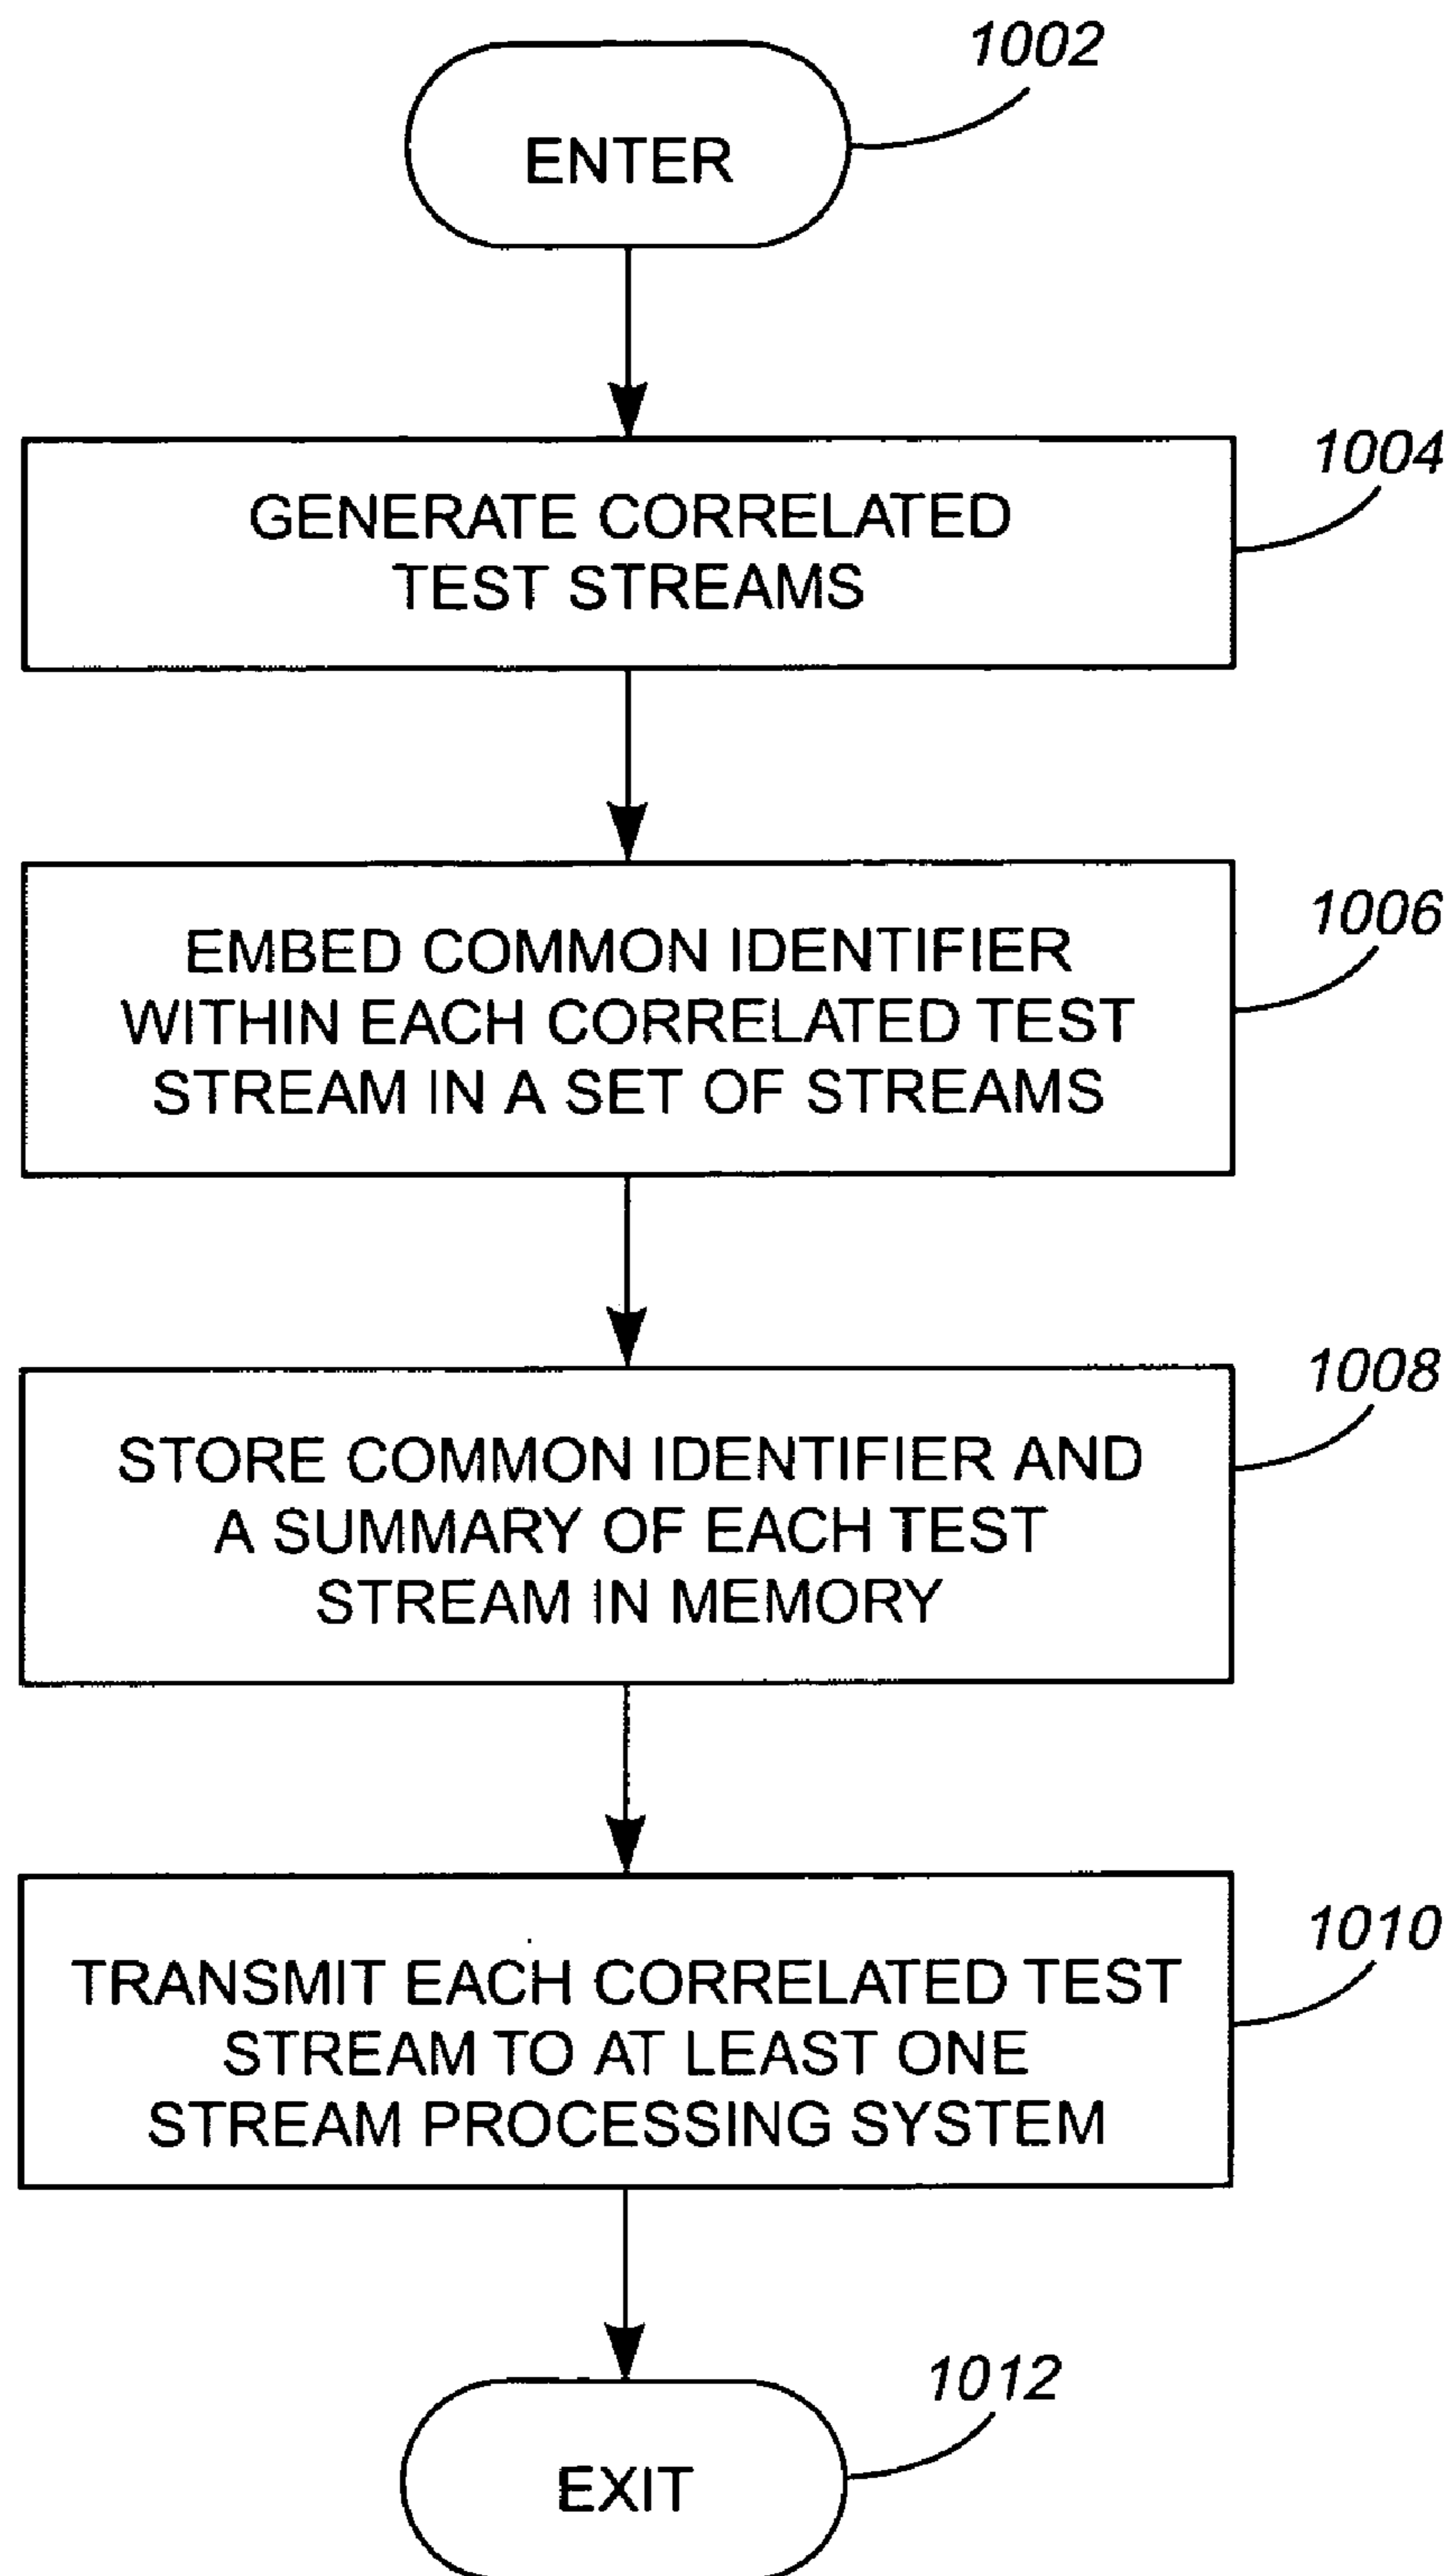 1002
ENTER
1004
GENERATE CORRELATED
TEST STREAMS
1006
EMBED COMMON IDENTIFIER
WITHIN EACH CORRELATED TEST
STREAM IN A SET OF STREAMS
1008
STORE COMMON IDENTIFIER AND
A SUMMARY OF EACH TEST
STREAM IN MEMORY
1010
TRANSMIT EACH CORRELATED TEST
STREAM TO AT LEAST ONE
STREAM PROCESSING SYSTEM
1012
EXIT